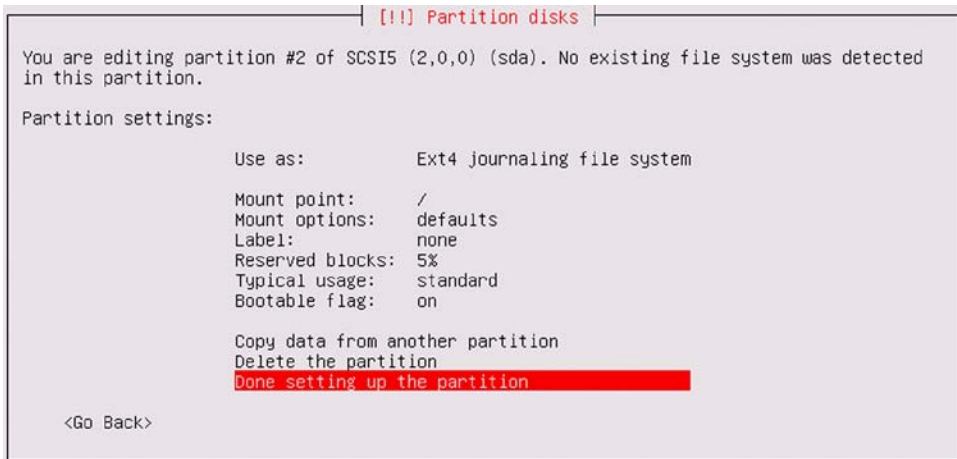 [!!] Partition disks
You are editing partition #2 of SCSI5 (2,0,0) (sda). No existing file system was detected
in this partition.
Partition settings:
Use as: Ext4 journaling file system
Mount point: /
Mount options: defaults
Label: none
Reserved blocks: 5%
Typical usage: standard
Bootable flag: on
Copy data from another partition
Delete the partition
Done setting up the partition
<Go Back>